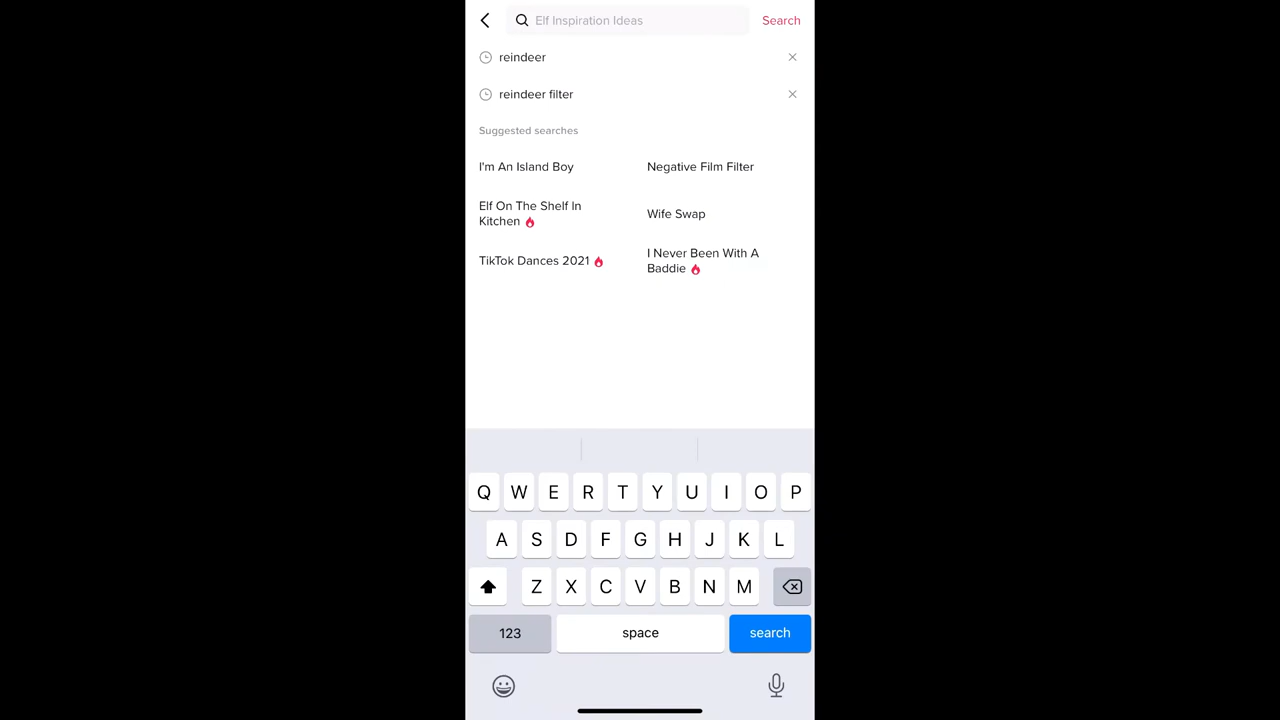 Elf Inspiration Ideas
Search
reindeer
reindeer filter
Suggested searches
I'm An Island Boy
Negative Film Filter
Elf On The Shelf In
Kitchen
Wife Swap
TikTok Dances 2021
I Never Been With A
Baddie
Q W E R T Y U I O P
A S D F G H J K L
Z X C V B N M
123 space search